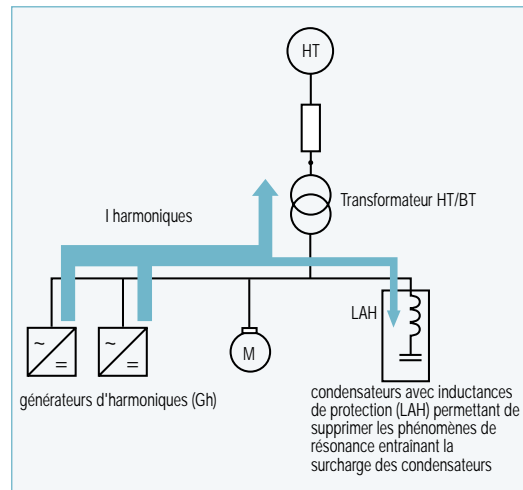 HT
Transformateur HT/BT
I harmoniques
LAH
~
=
~
=
M
générateurs d'harmoniques (Gh)
condensateurs avec inductances
de protection (LAH) permettant de
supprimer les phénomènes de
résonance entraînant la
surcharge des condensateurs